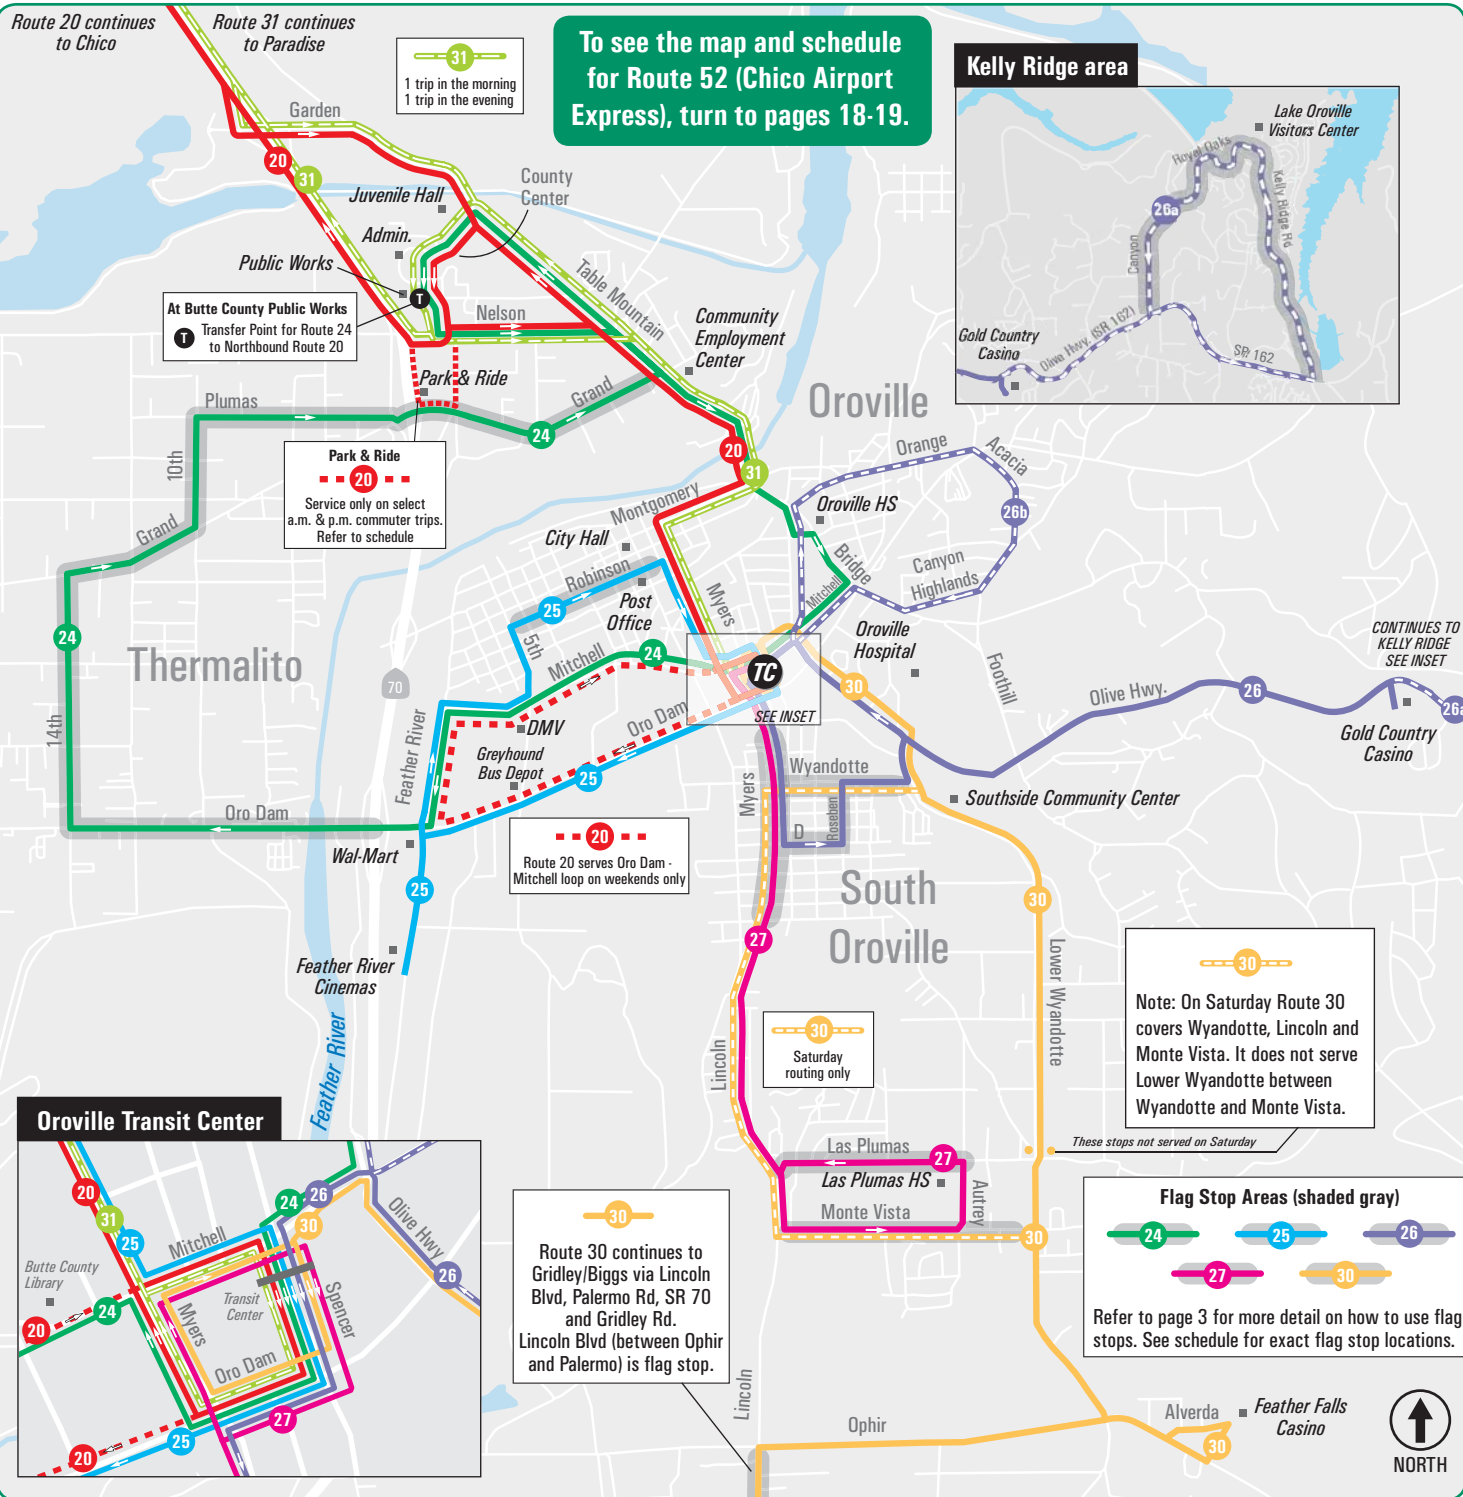 Route 20 continues
to Chico
Route 31 continues
to Paradise
31
1 trip in the morning
1 trip in the evening
To see the map and schedule
for Route 52 (Chico Airport
Express), turn to pages 18-19.
Kelly Ridge area
Lake Oroville
Visitors Center
Royal Oaks
Kelly Ridge Rd
26a
Canyon
Gold Country
Casino
Olive Hwy. (SR 162)
SR 162
Garden
20
31
Juvenile Hall
County
Center
Admin.
Public Works
T
At Butte County Public Works
T
Transfer Point for Route 24
to Northbound Route 20
Nelson
Table Mountain
Community
Employment
Center
Park & Ride
Plumas
Grand
24
Oroville
10th
Park & Ride
20
Service only on select
a.m. & p.m. commuter trips.
Refer to schedule
20
31
Orange
Acacia
26b
Montgomery
Oroville HS
Grand
City Hall
Bridge
Canyon
Highlands
Mitchell
Robinson
25
Post
Office
Myers
Oroville
Hospital
24
Thermalito
5th
Mitchell
24
TC
SEE INSET
30
Foothill
CONTINUES TO
KELLY RIDGE
SEE INSET
Olive Hwy.
26
26a
Gold Country
Casino
70
14th
Feather River
Oro Dam
DMV
Greyhound
Bus Depot
25
Myers
Wyandotte
Roseben
D
Southside Community Center
Oro Dam
Wal-Mart
20
Route 20 serves Oro Dam -
Mitchell loop on weekends only
25
South
Oroville
27
30
Feather River
Cinemas
Feather River
Lower Wyandotte
Lincoln
30
Saturday
routing only
30
Note: On Saturday Route 30
covers Wyandotte, Lincoln and
Monte Vista. It does not serve
Lower Wyandotte between
Wyandotte and Monte Vista.
These stops not served on Saturday
Las Plumas
27
Las Plumas HS
Autrey
Monte Vista
30
Oroville Transit Center
20
31
25
24
26
30
Mitchell
Olive Hwy
Butte County
Library
Transit
Center
Spencer
26
24
20
Myers
Oro Dam
27
25
20
30
Route 30 continues to
Gridley/Biggs via Lincoln
Blvd, Palermo Rd, SR 70
and Gridley Rd.
Lincoln Blvd (between Ophir
and Palermo) is flag stop.
Flag Stop Areas (shaded gray)
24
25
26
27
30
Refer to page 3 for more detail on how to use flag
stops. See schedule for exact flag stop locations.
Lincoln
Ophir
Alverda
30
Feather Falls
Casino
NORTH